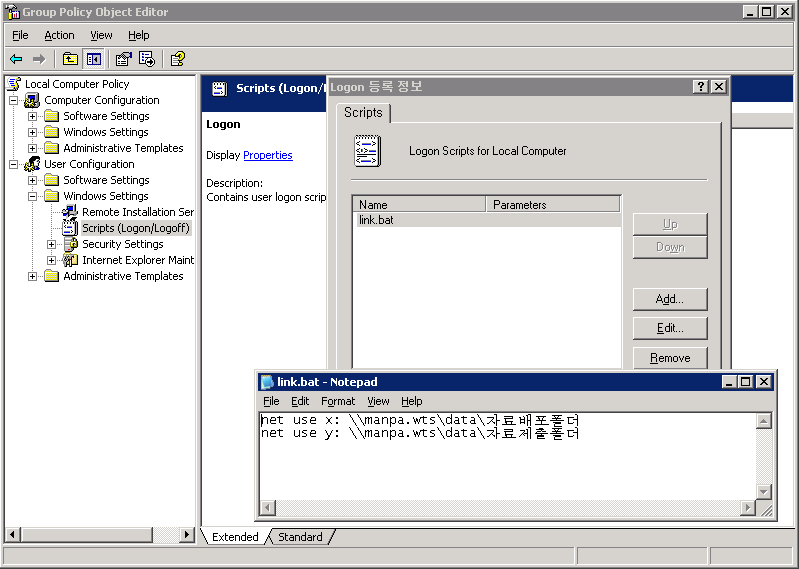 Group Policy Object Editor
File Action View Help
Local Computer Policy
Computer Configuration
Software Settings
Windows Settings
Administrative Templates
User Configuration
Software Settings
Windows Settings
Remote Installation Ser
Scripts (Logon/Logoff)
Security Settings
Internet Explorer Maint
Administrative Templates
Scripts (Logon/
Logon
Display Properties
Description:
Contains user logon scrip
Logon 등록 정보
Scripts
Logon Scripts for Local Computer
Name Parameters
link.bat
Up
Down
Add...
Edit...
Remove
link.bat - Notepad
File Edit Format View Help
net use x: \\manpa.wts\data\자료배포폴더
net use y: \\manpa.wts\data\자료제출폴더
Extended Standard